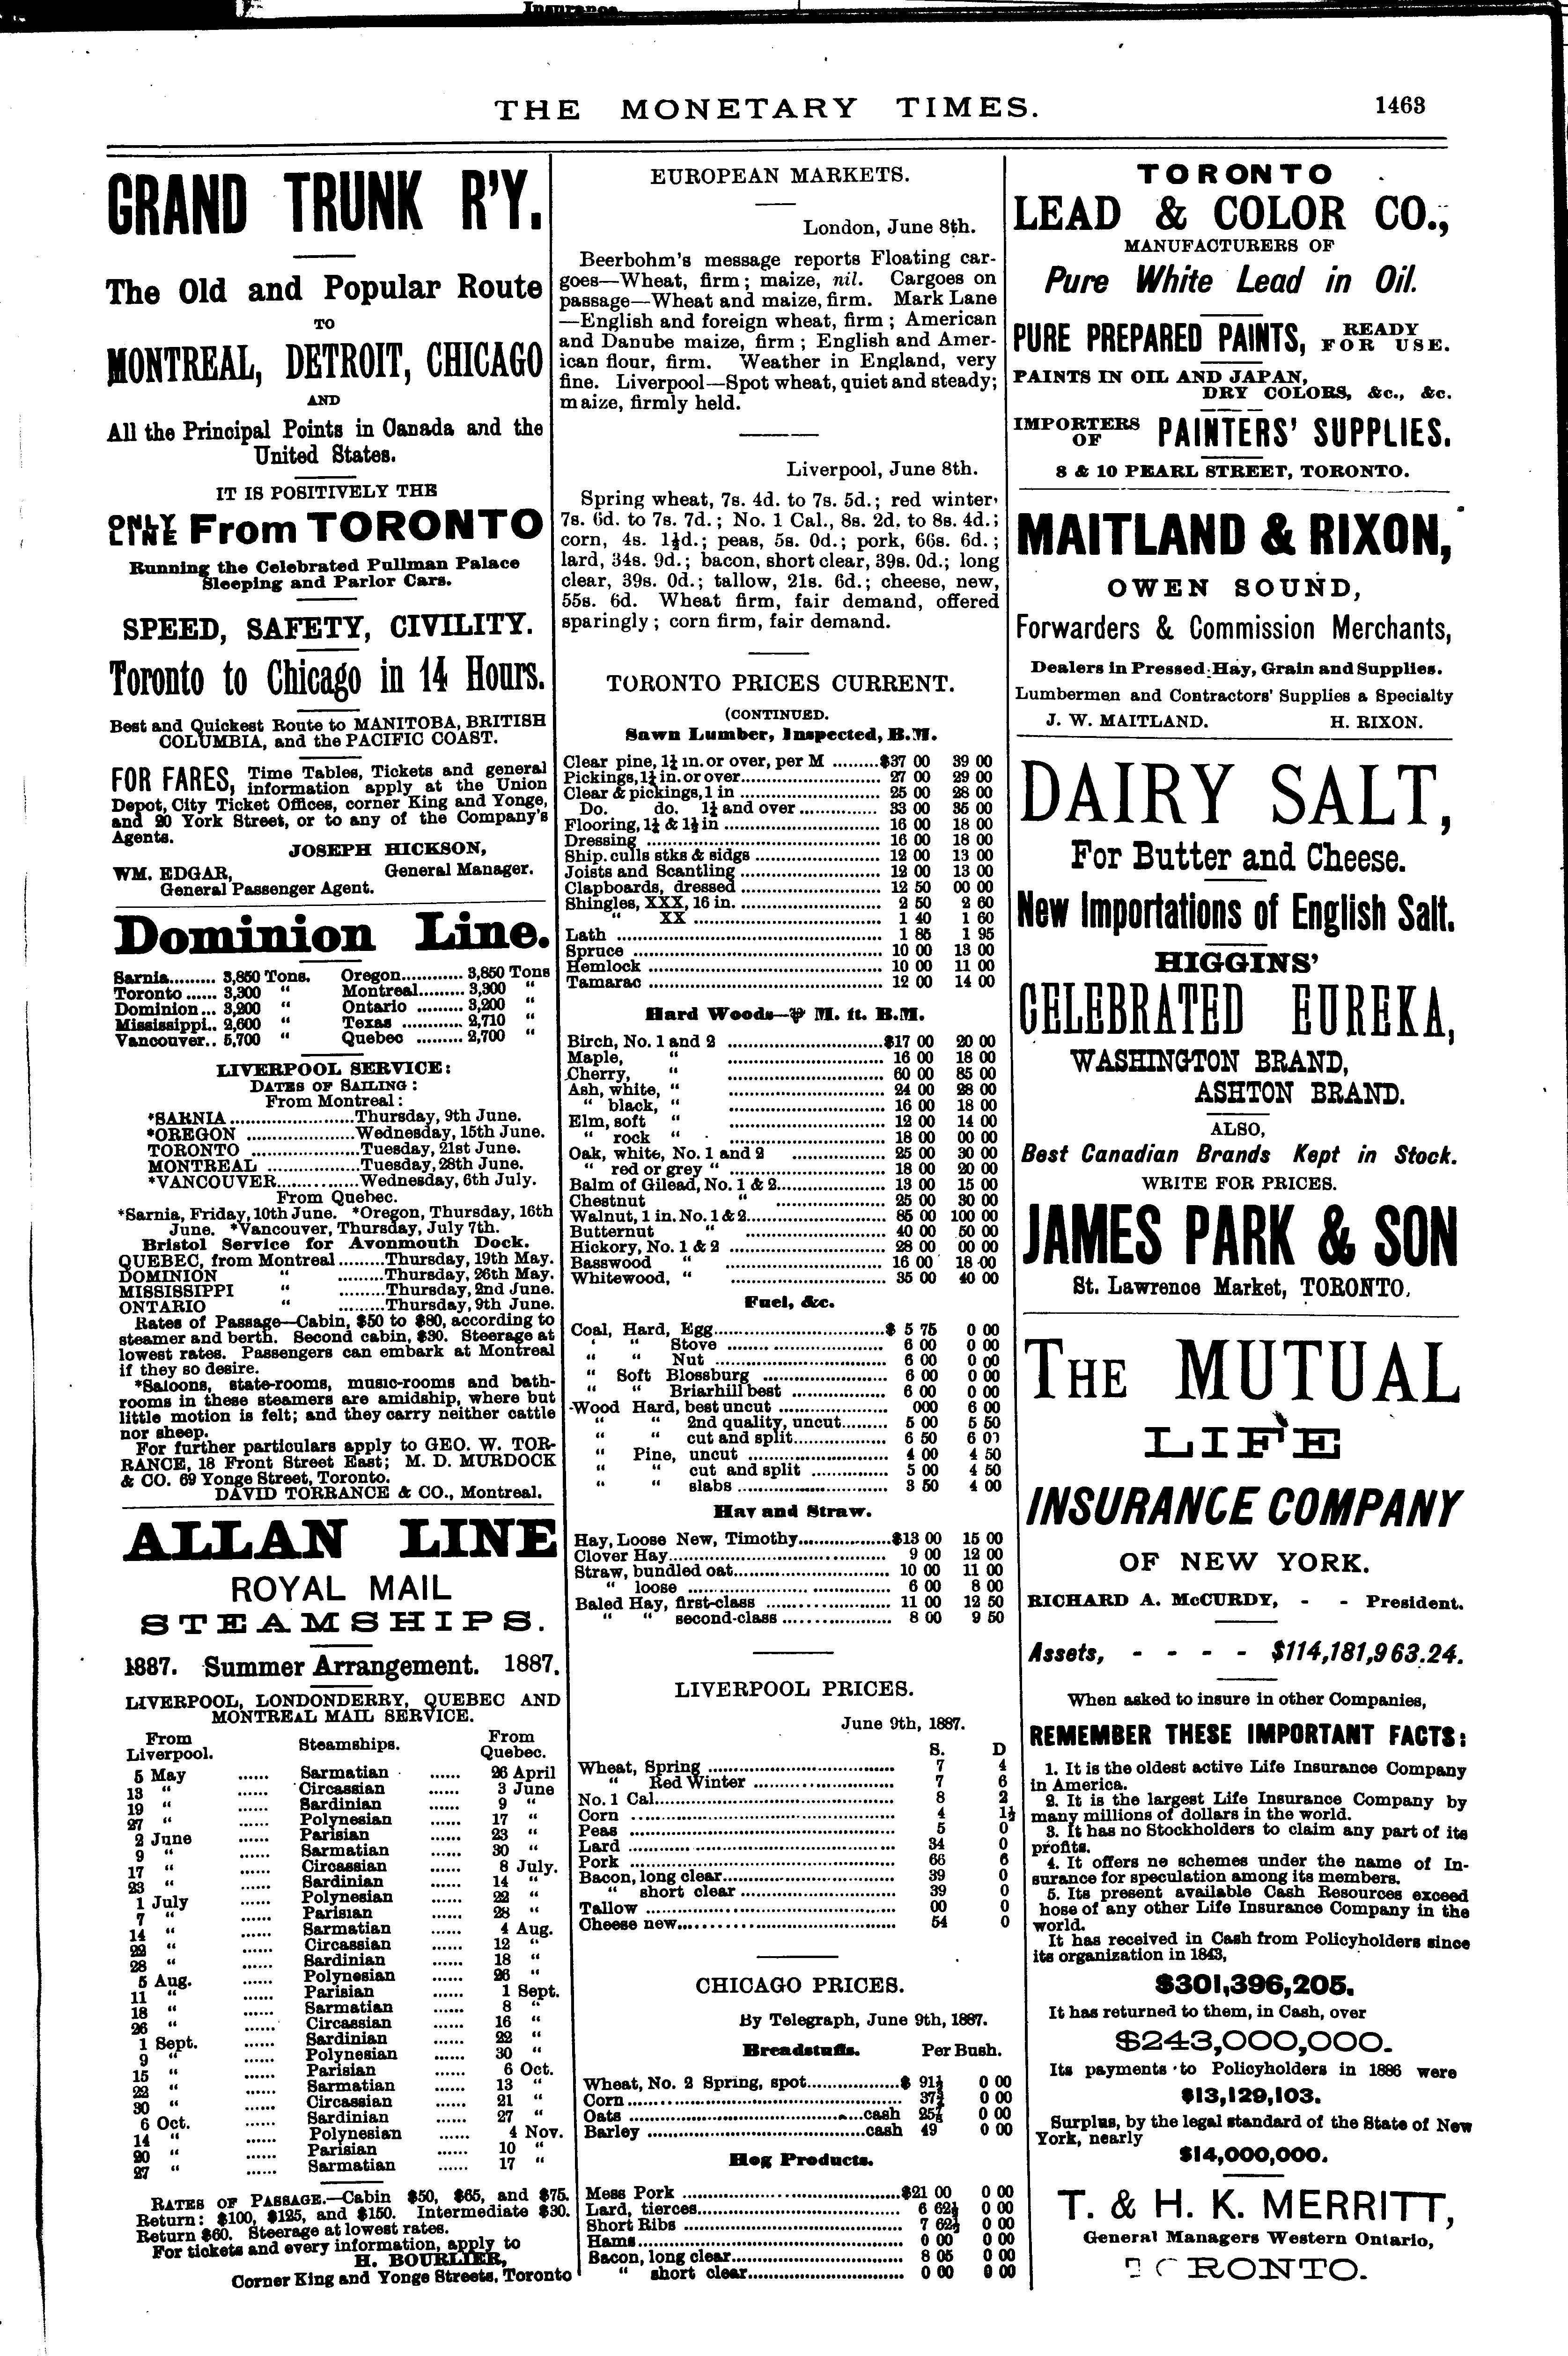 Insurance.
THE MONETARY TIMES.
1463
GRAND TRUNK R'Y.
The Old and Popular Route
TO
MONTREAL, DETROIT, CHICAGO
AND
All the Principal Points in Canada and the
United States.
IT IS POSITIVELY THE
ONLY LINE From TORONTO
Running the Celebrated Pullman Palace
Sleeping and Parlor Cars.
SPEED, SAFETY, CIVILITY.
Toronto to Chicago in 14 Hours.
Best and Quickest Route to MANITOBA, BRITISH
COLUMBIA, and the PACIFIC COAST.
FOR FARES, Time Tables, Tickets and general
information apply at the Union
Depot, City Ticket Offices, corner King and Yonge,
and 20 York Street, or to any of the Company's
Agents.
JOSEPH HICKSON,
WM. EDGAR, General Manager.
General Passenger Agent.
Dominion Line.
Sarnia......... 3,850 Tons. Oregon............ 3,850 Tons
Toronto ...... 3,300 " Montreal......... 3,300 "
Dominion... 3,200 " Ontario ......... 3,200 "
Mississippi.. 2,600 " Texas ............ 2,710 "
Vancouver.. 5,700 " Quebec ......... 2,700 "
LIVERPOOL SERVICE:
DATES OF SAILING:
From Montreal:
*SARNIA........................Thursday, 9th June.
*OREGON .....................Wednesday, 15th June.
TORONTO .....................Tuesday, 21st June.
MONTREAL ..................Tuesday, 28th June.
*VANCOUVER................Wednesday, 6th July.
From Quebec.
*Sarnia, Friday, 10th June. *Oregon, Thursday, 16th
June. *Vancouver, Thursday, July 7th.
Bristol Service for Avonmouth Dock.
QUEBEC, from Montreal .........Thursday, 19th May.
DOMINION " .........Thursday, 26th May.
MISSISSIPPI " .........Thursday, 2nd June.
ONTARIO " .........Thursday, 9th June.
Rates of Passage—Cabin, $50 to $80, according to
steamer and berth. Second cabin, $30. Steerage at
lowest rates. Passengers can embark at Montreal
if they so desire.
*Saloons, state-rooms, music-rooms and bath-
rooms in these steamers are amidship, where but
little motion is felt; and they carry neither cattle
nor sheep.
For further particulars apply to GEO. W. TOR-
RANCE, 18 Front Street East; M. D. MURDOCK
& CO. 69 Yonge Street, Toronto.
DAVID TORRANCE & CO., Montreal.
ALLAN LINE
ROYAL MAIL
STEAMSHIPS.
1887. Summer Arrangement. 1887.
LIVERPOOL, LONDONDERRY, QUEBEC AND
MONTREAL MAIL SERVICE.
From Liverpool. Steamships. From Quebec.
5 May ...... Sarmatian ...... 26 April
13 " ...... Circassian ...... 3 June
19 " ...... Sardinian ...... 9 "
27 " ...... Polynesian ...... 17 "
2 June ...... Parisian ...... 23 "
9 " ...... Sarmatian ...... 30 "
17 " ...... Circassian ...... 8 July.
23 " ...... Sardinian ...... 14 "
1 July ...... Polynesian ...... 22 "
7 " ...... Parisian ...... 28 "
14 " ...... Sarmatian ...... 4 Aug.
22 " ...... Circassian ...... 12 "
28 " ...... Sardinian ...... 18 "
5 Aug. ...... Polynesian ...... 26 "
11 " ...... Parisian ...... 1 Sept.
18 " ...... Sarmatian ...... 8 "
26 " ...... Circassian ...... 16 "
1 Sept. ...... Sardinian ...... 22 "
9 " ...... Polynesian ...... 30 "
15 " ...... Parisian ...... 6 Oct.
22 " ...... Sarmatian ...... 13 "
30 " ...... Circassian ...... 21 "
6 Oct. ...... Sardinian ...... 27 "
14 " ...... Polynesian ...... 4 Nov.
20 " ...... Parisian ...... 10 "
27 " ...... Sarmatian ...... 17 "
RATES OF PASSAGE.—Cabin $50, $65, and $75.
Return: $100, $125, and $150. Intermediate $30.
Return $60. Steerage at lowest rates.
For tickets and every information, apply to
H. BOURLIER,
Corner King and Yonge Streets, Toronto
EUROPEAN MARKETS.
London, June 8th.
Beerbohm's message reports Floating car-
goes—Wheat, firm; maize, nil. Cargoes on
passage—Wheat and maize, firm. Mark Lane
—English and foreign wheat, firm; American
and Danube maize, firm; English and Amer-
ican flour, firm. Weather in England, very
fine. Liverpool—Spot wheat, quiet and steady;
maize, firmly held.
Liverpool, June 8th.
Spring wheat, 7s. 4d. to 7s. 5d.; red winter,
7s. 6d. to 7s. 7d.; No. 1 Cal., 8s. 2d. to 8s. 4d.;
corn, 4s. 1½d.; peas, 5s. 0d.; pork, 66s. 6d.;
lard, 34s. 9d.; bacon, short clear, 39s. 0d.; long
clear, 39s. 0d.; tallow, 21s. 6d.; cheese, new,
55s. 6d. Wheat firm, fair demand, offered
sparingly; corn firm, fair demand.
TORONTO PRICES CURRENT.
(CONTINUED.
Sawn Lumber, Inspected, B.M.
Clear pine, 1¼ in. or over, per M .........$37 00 39 00
Pickings, 1¼ in. or over........................ 27 00 29 00
Clear & pickings, 1 in ........................ 25 00 28 00
Do. do. 1¼ and over ............. 33 00 35 00
Flooring, 1¼ & 1½ in ........................ 16 00 18 00
Dressing ........................ 16 00 18 00
Ship. culls stks & sidgs ..................... 12 00 13 00
Joists and Scantling ........................ 12 00 13 00
Clapboards, dressed ........................ 12 50 00 00
Shingles, XXX, 16 in. ........................ 2 50 2 60
" XX ........................ 1 40 1 60
Lath ........................ 1 85 1 95
Spruce ........................ 10 00 13 00
Hemlock ........................ 10 00 11 00
Tamarac ........................ 12 00 14 00
Hard Woods—⅌ M. ft. B.M.
Birch, No. 1 and 2 ........................$17 00 20 00
Maple, " ........................ 16 00 18 00
Cherry, " ........................ 60 00 85 00
Ash, white, " ........................ 24 00 28 00
" black, " ........................ 16 00 18 00
Elm, soft " ........................ 12 00 14 00
" rock " ........................ 18 00 00 00
Oak, white, No. 1 and 2 ............... 25 00 30 00
" red or grey " ........................ 18 00 20 00
Balm of Gilead, No. 1 & 2.................. 13 00 15 00
Chestnut " ..................... 25 00 30 00
Walnut, 1 in. No. 1 & 2........................ 85 00 100 00
Butternut " ........................ 40 00 50 00
Hickory, No. 1 & 2 ........................ 28 00 00 00
Basswood " ........................ 16 00 18 00
Whitewood, " ........................ 35 00 40 00
Fuel, &c.
Coal, Hard, Egg........................$ 5 75 0 00
" " Stove ........................ 6 00 0 00
" " Nut ........................ 6 00 0 00
" Soft Blossburg .................. 6 00 0 00
" " Briarhill best ............... 6 00 0 00
Wood Hard, best uncut .................. 000 6 00
" " 2nd quality, uncut......... 5 00 5 50
" " cut and split.................. 6 50 6 0
" Pine, uncut ........................ 4 00 4 50
" " cut and split ............... 5 00 4 50
" " slabs ........................ 3 50 4 00
Hay and Straw.
Hay, Loose New, Timothy..................$13 00 15 00
Clover Hay........................ 9 00 12 00
Straw, bundled oat........................ 10 00 11 00
" loose ........................ 6 00 8 00
Baled Hay, first-class ..................... 11 00 12 50
" " second-class ..................... 8 00 9 50
LIVERPOOL PRICES.
June 9th, 1887.
S. D
Wheat, Spring ........................ 7 4
" Red Winter ........................ 7 6
No. 1 Cal........................ 8 2
Corn ........................ 4 1½
Peas ........................ 5 0
Lard ........................ 34 0
Pork ........................ 66 6
Bacon, long clear........................ 39 0
" short clear ........................ 39 0
Tallow ........................ 00 0
Cheese new........................ 54 0
CHICAGO PRICES.
By Telegraph, June 9th, 1887.
Breadstuffs. Per Bush.
Wheat, No. 2 Spring, spot..................$ 91½ 0 00
Corn........................ 37 0 00
Oats ........................cash 25 0 00
Barley ........................cash 49 0 00
Hog Products.
Mess Pork ........................$21 00 0 00
Lard, tierces........................ 6 62½ 0 00
Short Ribs ........................ 7 62½ 0 00
Hams........................ 0 00 0 00
Bacon, long clear........................ 8 05 0 00
" short clear........................ 0 00 0 00
TORONTO
LEAD & COLOR CO.,
MANUFACTURERS OF
Pure White Lead in Oil.
PURE PREPARED PAINTS, READY FOR USE.
PAINTS IN OIL AND JAPAN,
DRY COLORS, &c., &c.
IMPORTERS OF PAINTERS' SUPPLIES.
8 & 10 PEARL STREET, TORONTO.
MAITLAND & RIXON,
OWEN SOUND,
Forwarders & Commission Merchants,
Dealers in Pressed Hay, Grain and Supplies.
Lumbermen and Contractors' Supplies a Specialty
J. W. MAITLAND. H. RIXON.
DAIRY SALT,
For Butter and Cheese.
New Importations of English Salt.
HIGGINS'
CELEBRATED EUREKA,
WASHINGTON BRAND,
ASHTON BRAND.
ALSO,
Best Canadian Brands Kept in Stock.
WRITE FOR PRICES.
JAMES PARK & SON
St. Lawrence Market, TORONTO.
THE MUTUAL
LIFE
INSURANCE COMPANY
OF NEW YORK.
RICHARD A. McCURDY, - - President.
Assets, - - - - $114,181,963.24.
When asked to insure in other Companies,
REMEMBER THESE IMPORTANT FACTS:
1. It is the oldest active Life Insurance Company
in America.
2. It is the largest Life Insurance Company by
many millions of dollars in the world.
3. It has no Stockholders to claim any part of its
profits.
4. It offers ne schemes under the name of In-
surance for speculation among its members.
5. Its present available Cash Resources exceed
hose of any other Life Insurance Company in the
world.
It has received in Cash from Policyholders since
its organization in 1843,
$301,396,205.
It has returned to them, in Cash, over
$243,000,000.
Its payments to Policyholders in 1886 were
$13,129,103.
Surplus, by the legal standard of the State of New
York, nearly
$14,000,000.
T. & H. K. MERRITT,
General Managers Western Ontario,
TORONTO.